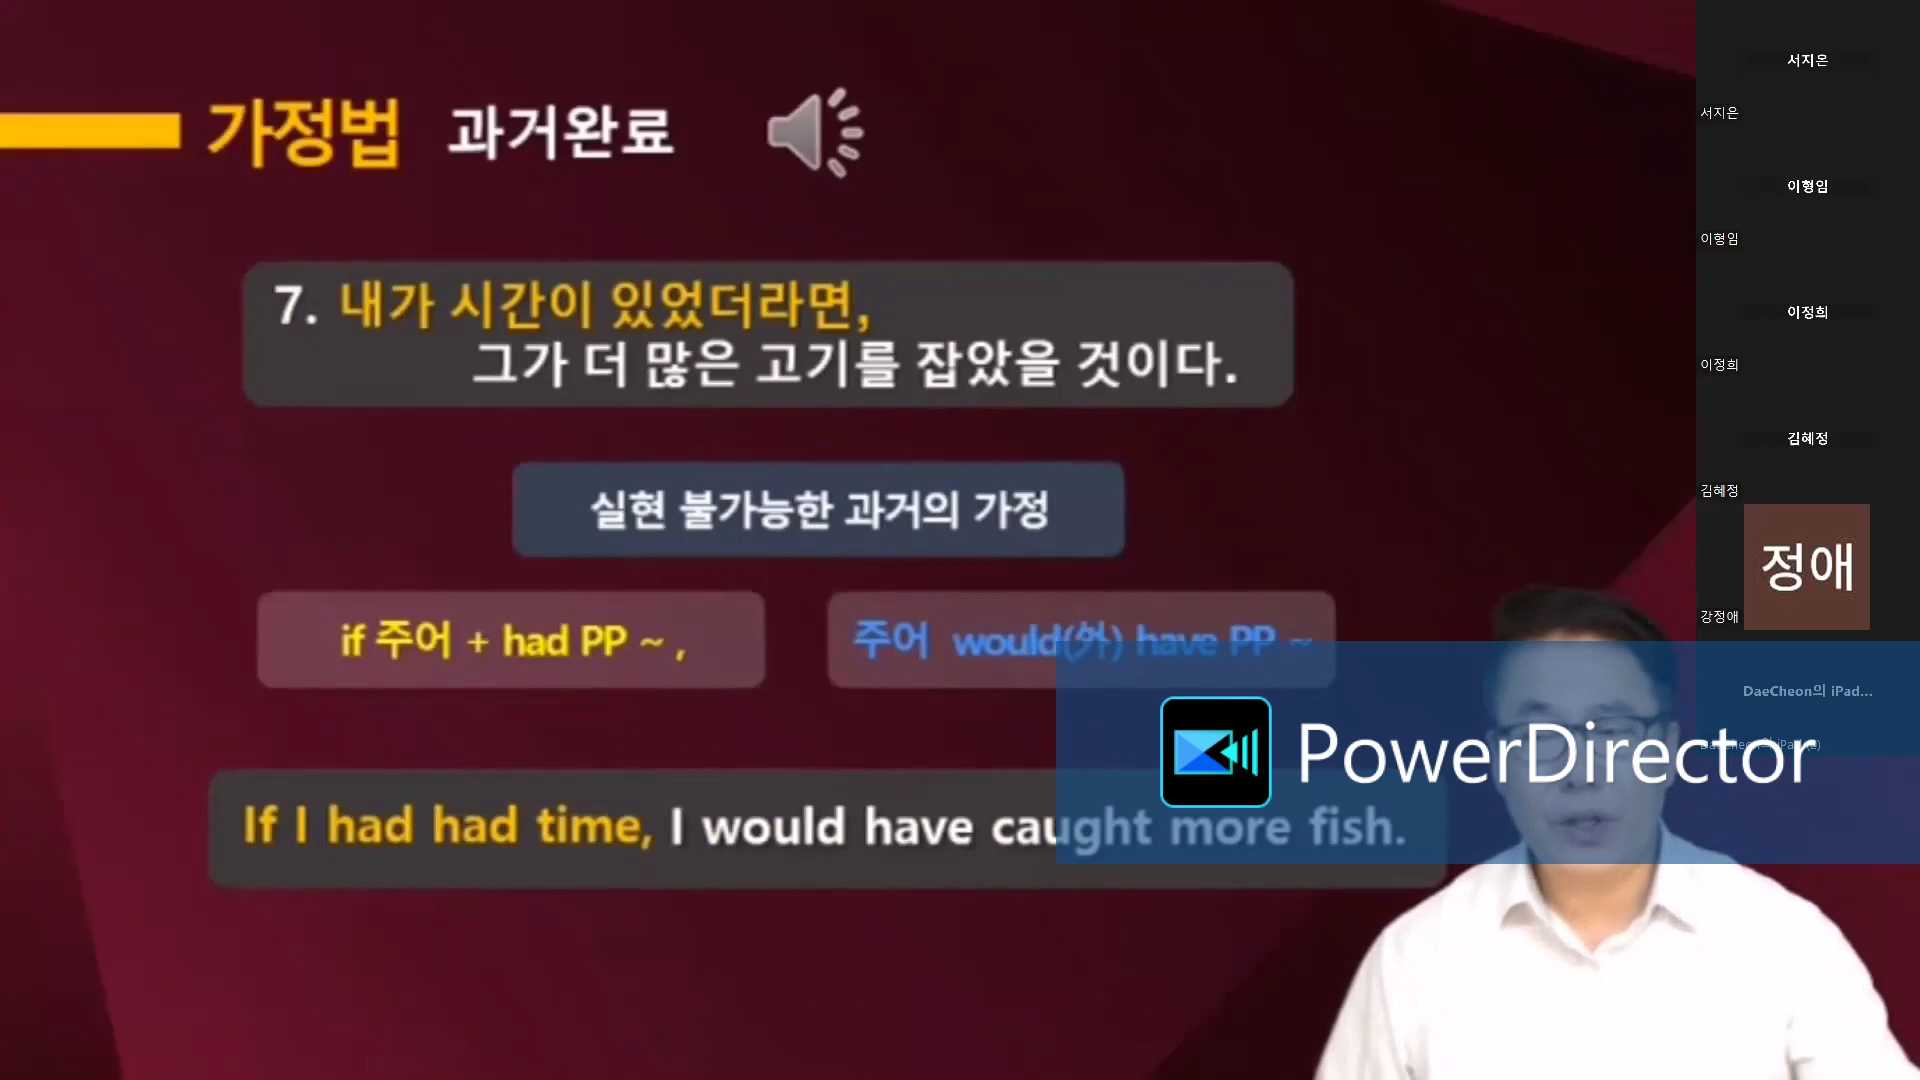 가정법 과거완료
7. 내가 시간이 있었더라면,
그가 더 많은 고기를 잡았을 것이다.
실현 불가능한 과거의 가정
if 주어 + had PP ~ ,
주어 would(外) have PP ~
If I had had time, I would have caught more fish.
PowerDirector
서지은
서지은
이형임
이형임
이정희
이정희
김혜정
김혜정
정애
강정애
DaeCheon의 iPad...